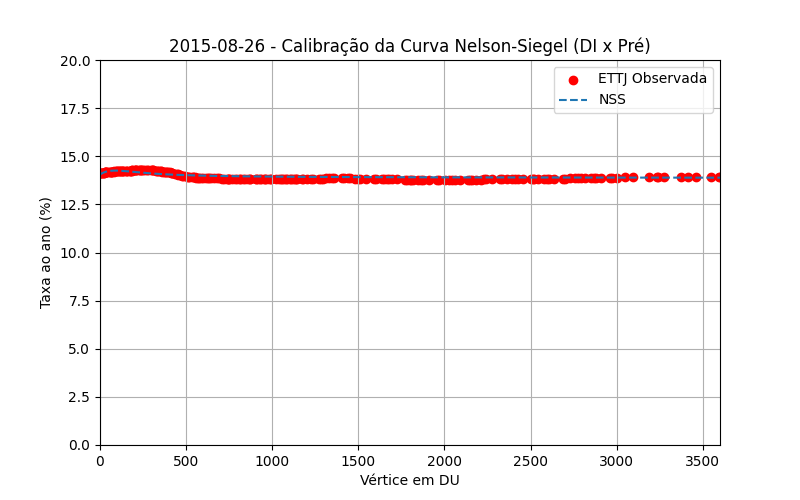 2015-08-26 - Calibração da Curva Nelson-Siegel (DI x Pré)
ETTJ Observada
NSS
Taxa ao ano (%)
20.0
17.5
15.0
12.5
10.0
7.5
5.0
2.5
0.0
0 500 1000 1500 2000 2500 3000 3500
Vértice em DU